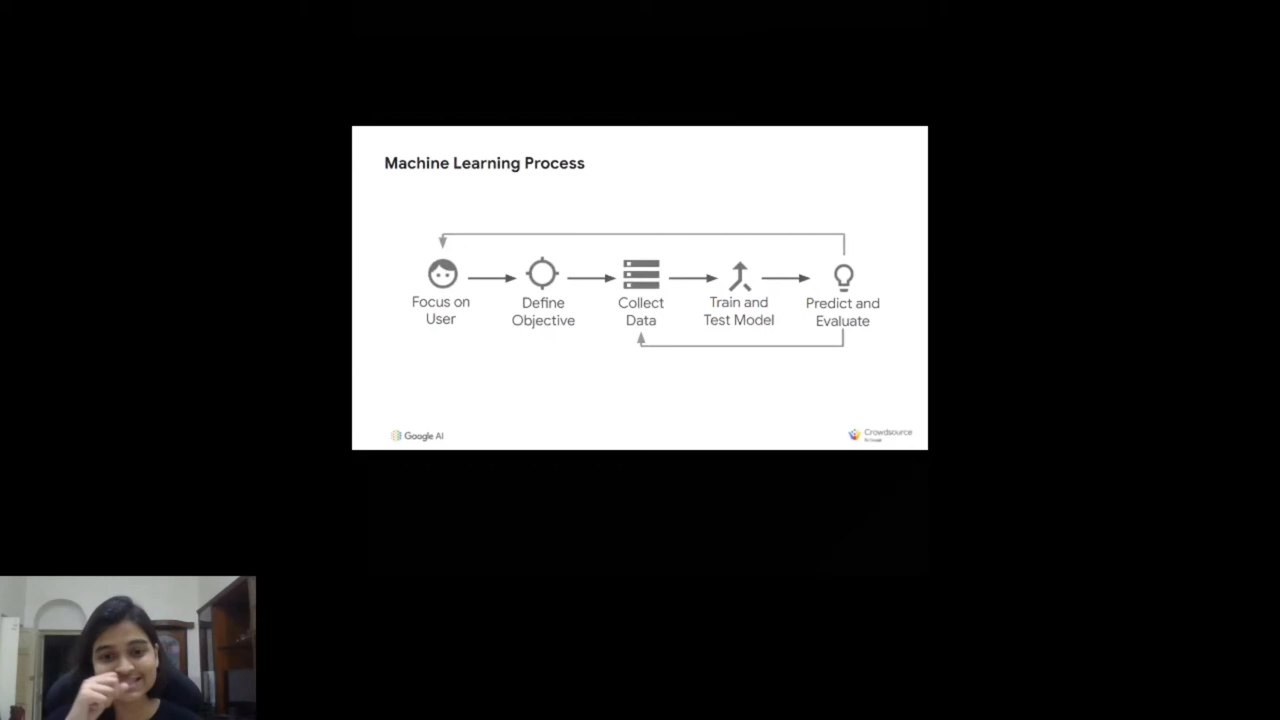 Machine Learning Process
Focus on
User
Define
Objective
Collect
Data
Train and
Test Model
Predict and
Evaluate
Google AI
Crowdsource